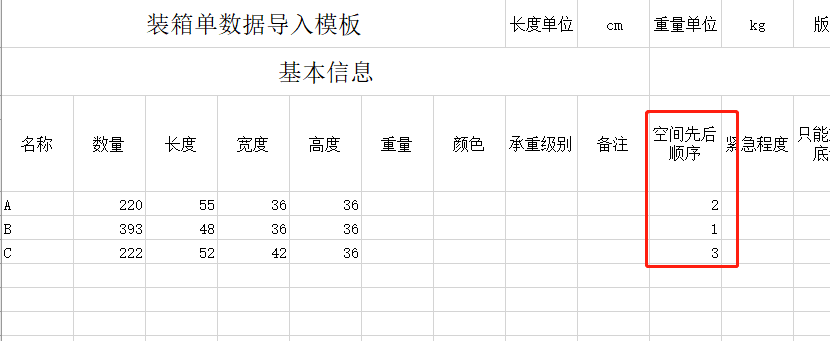 装箱单数据导入模板 长度单位 cm 重量单位 kg 版
基本信息
名称 数量 长度 宽度 高度 重量 颜色 承重级别 备注 空间先后 紧急程度 只能
顺序 底
A 220 55 36 36 2
B 393 48 36 36 1
C 222 52 42 36 3